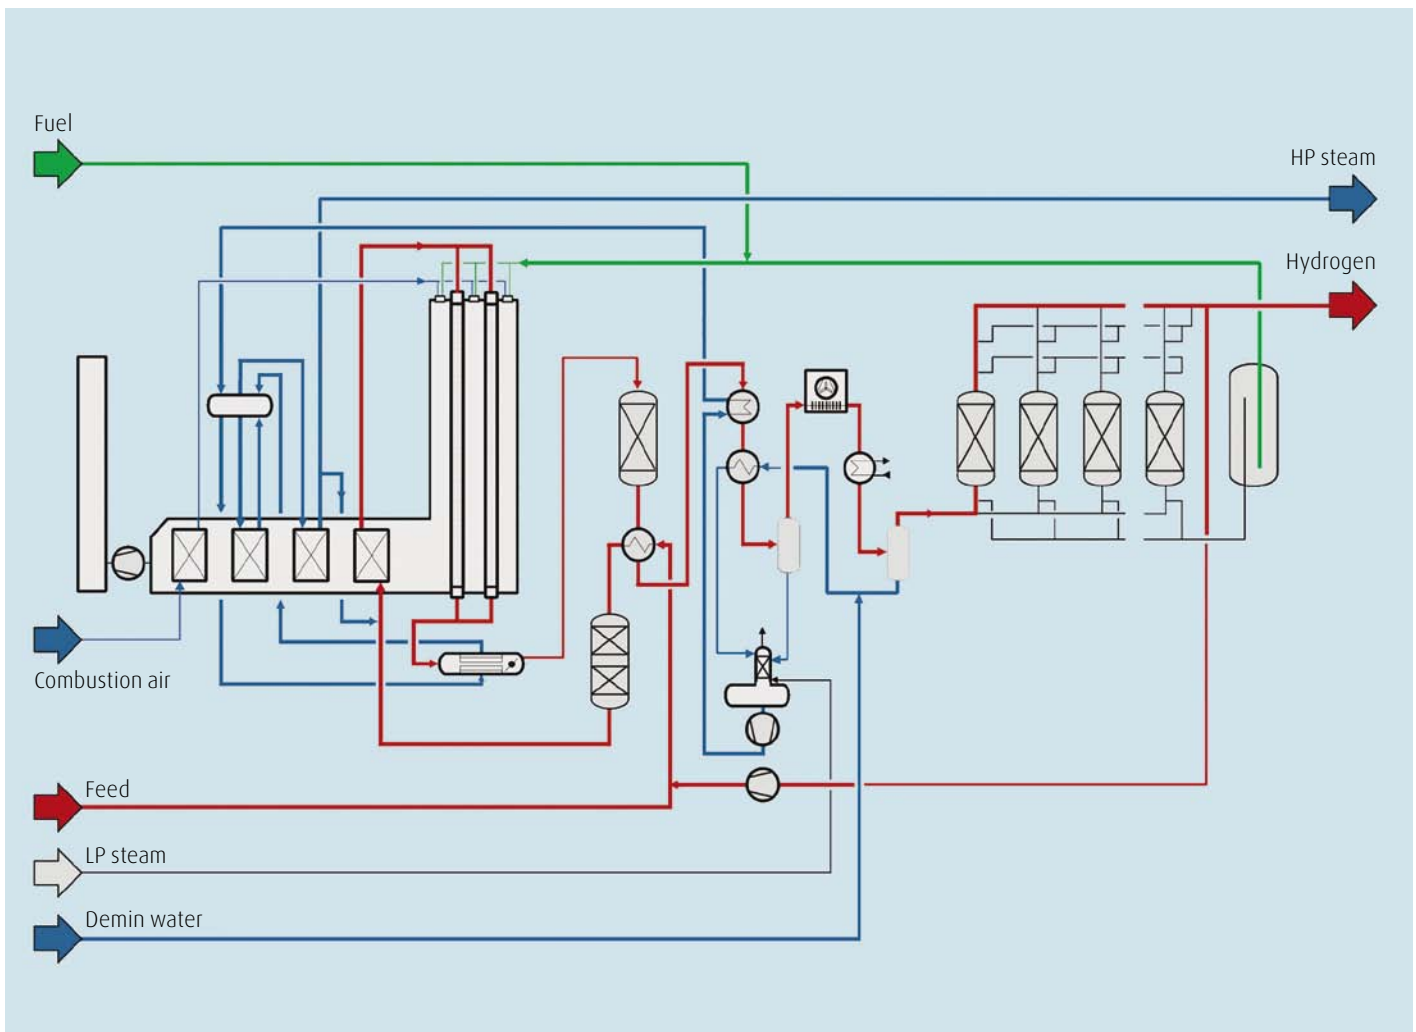 Fuel
HP steam
Hydrogen
Combustion air
Feed
LP steam
Demin water